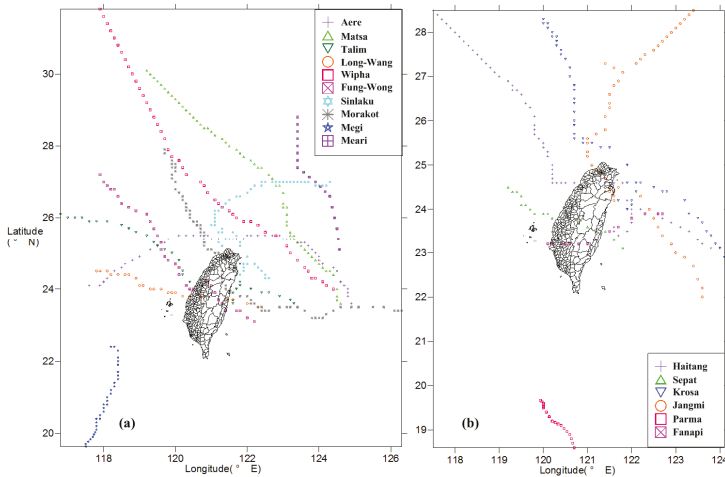 Aere
Matsa
Talim
Long-Wang
Wipha
Fung-Wong
Sinlaku
Morakot
Megi
Meari
30
28
26
24
22
20
Latitude
(° N)
118
120
122
124
126
Longitude(° E)
(a)
28
27
26
25
24
23
22
21
20
19
118
119
120
121
122
123
124
Longitude(° E)
(b)
Haitang
Sepat
Krosa
Jangmi
Parma
Fanapi